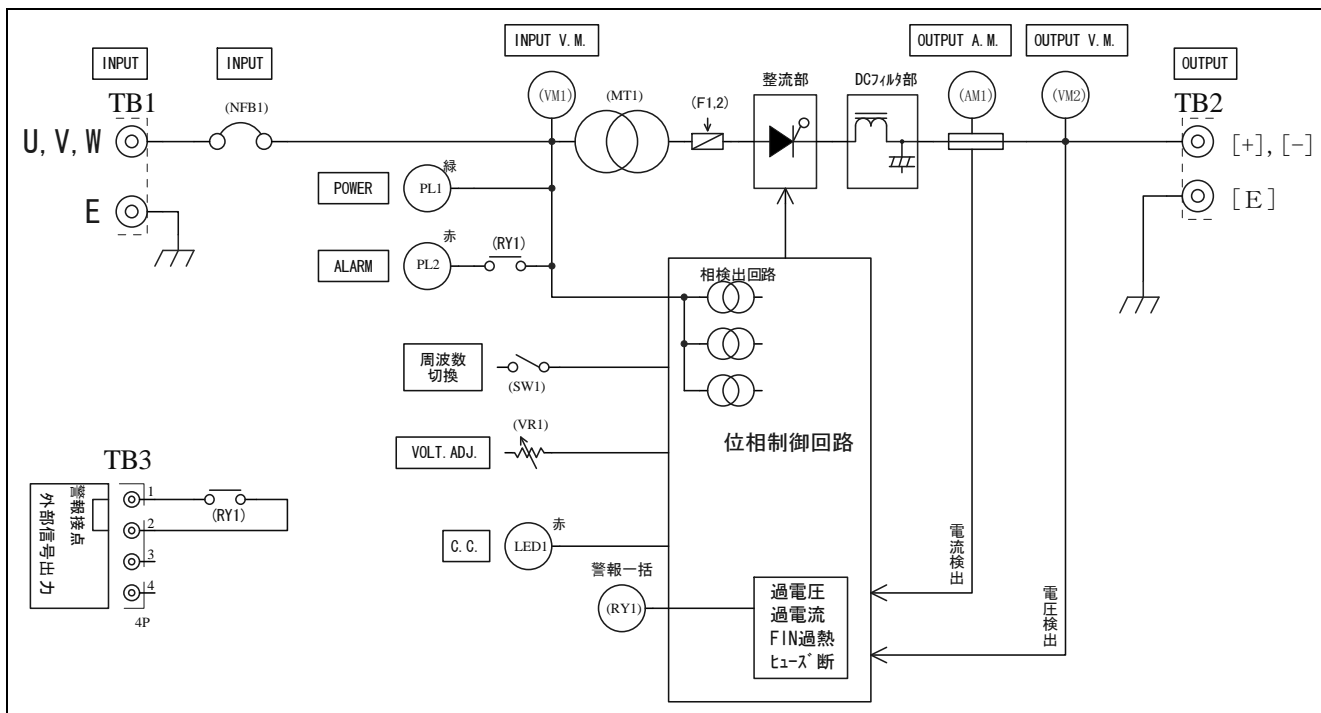 INPUT V.M.
OUTPUT A.M.
OUTPUT V.M.
INPUT
INPUT
OUTPUT
TB1
(NFB1)
(VM1)
(MT1)
(F1,2)
整流部
DCフィルタ部
(AM1)
(VM2)
TB2
U,V,W
[+],[-]
E
[E]
POWER
PL1
緑
ALARM
PL2
赤
(RY1)
相検出回路
周波数
切換
(SW1)
VOLT.ADJ.
(VR1)
位相制御回路
C.C.
LED1
赤
警報一括
(RY1)
過電圧
過電流
FIN過熱
ヒューズ断
電流検出
電圧検出
TB3
外部信号出力
警報接点
1
2
3
4
(RY1)
4P